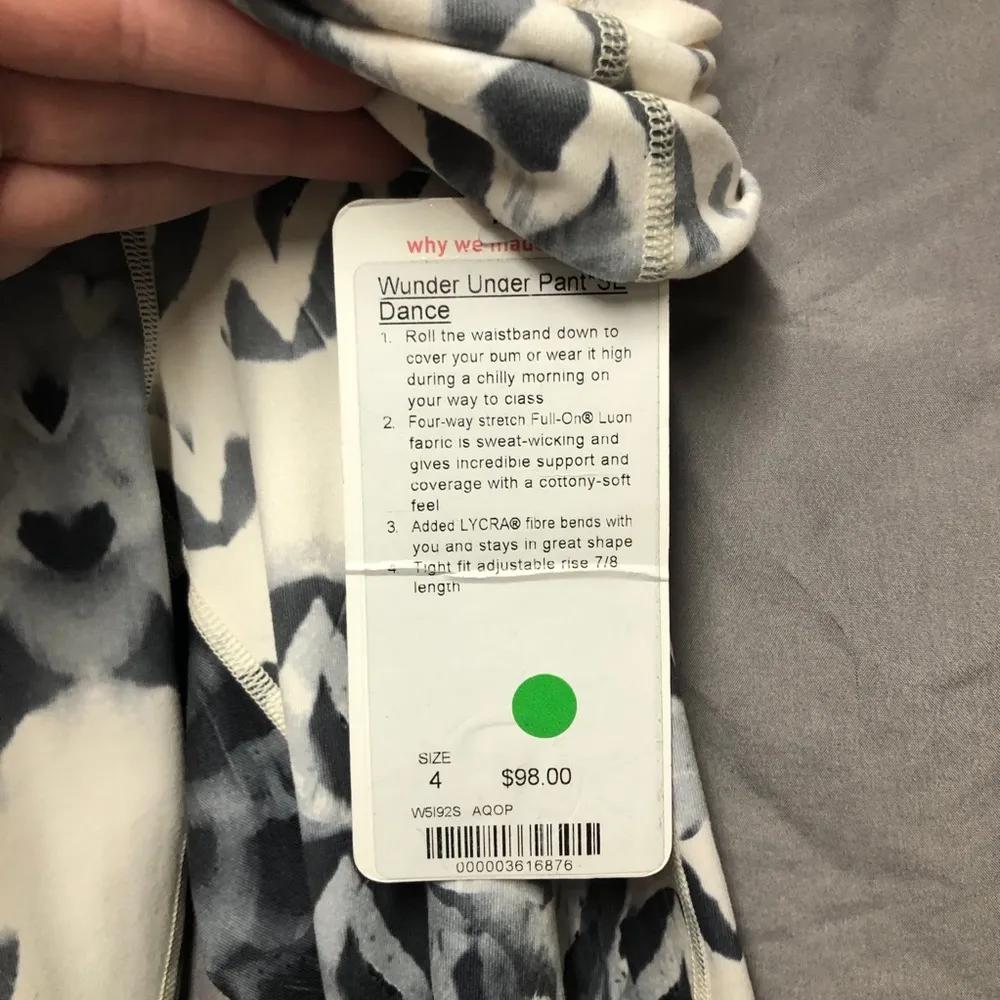 why we
Wunder Under Pant*SE
Dance
1. Roll the waistband down to
cover your bum or wear it high
during a chilly morning on
your way to class
2. Four-way stretch Full-On® Luon
fabric is sweat-wicking and
gives incredible support and
coverage with a cottony-soft
feel
3. Added LYCRA® fibre bends with
you and stays in great shape
4. Tight fit adjustable rise 7/8
length
SIZE
4 $98.00
W5I92S AQOP
000003616876